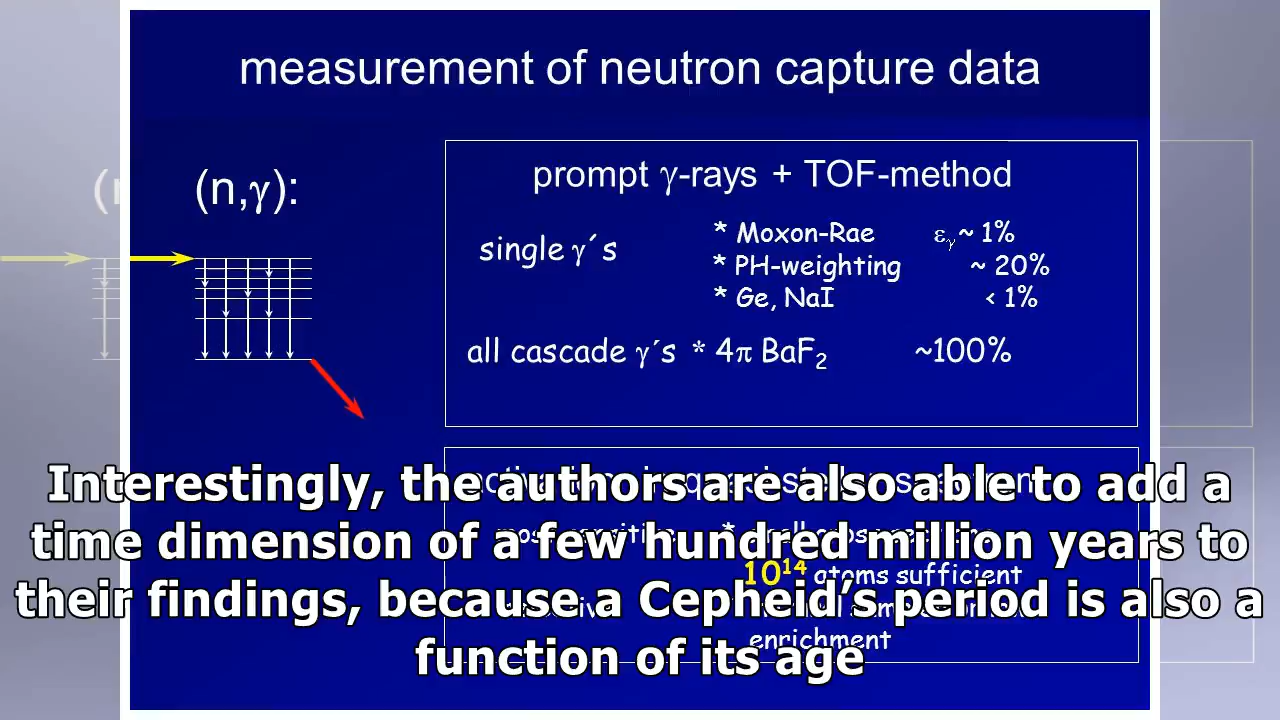 measurement of neutron capture data
(n,γ):
prompt γ-rays + TOF-method
single γ´s
* Moxon-Rae εγ ~ 1%
* PH-weighting ~ 20%
* Ge, NaI < 1%
all cascade γ´s * 4π BaF₂ ~100%
10¹⁴ atoms sufficient
enrichment
Interestingly, the authors are also able to add a
time dimension of a few hundred million years to
their findings, because a Cepheid’s period is also a
function of its age